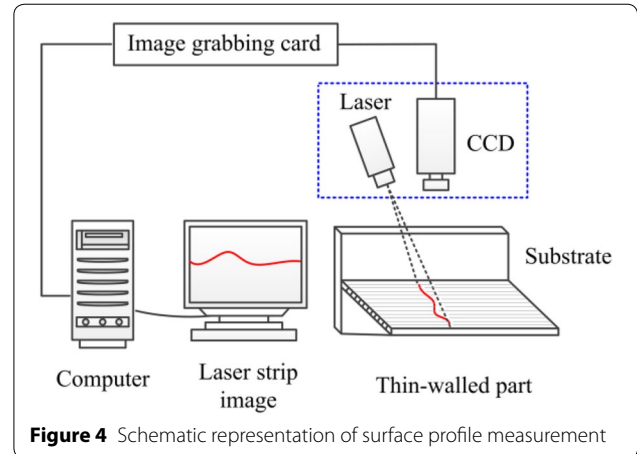 Image grabbing card
Laser
CCD
Substrate
Computer
Laser strip
image
Thin-walled part
Figure 4 Schematic representation of surface profile measurement